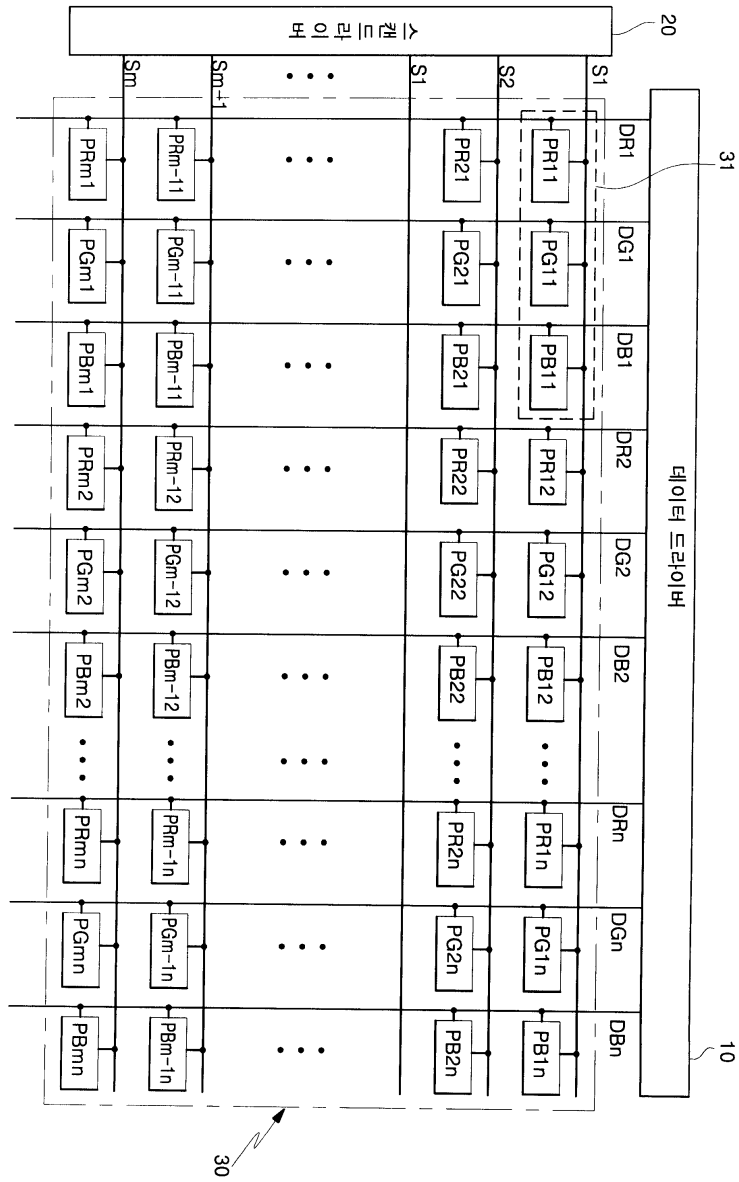 31 10
데이터 드라이버
20
DR1 DG1 DB1 DR2 DG2 DB2 DRn DGn DBn
S1
PR11 PG11 PB11 PR12 PG12 PB12 ••• PR1n PG1n PB1n
S2
PR21 PG21 PB21 PR22 PG22 PB22 ••• PR2n PG2n PB2n
S1
스캔드라이버
Sm-1 30
PRm-11 PGm-11 PBm-11 PRm-12 PGm-12 PBm-12 ••• PRm-1n PGm-1n PBm-1n
Sm
PRm1 PGm1 PBm1 PRm2 PGm2 PBm2 ••• PRmn PGmn PBmn